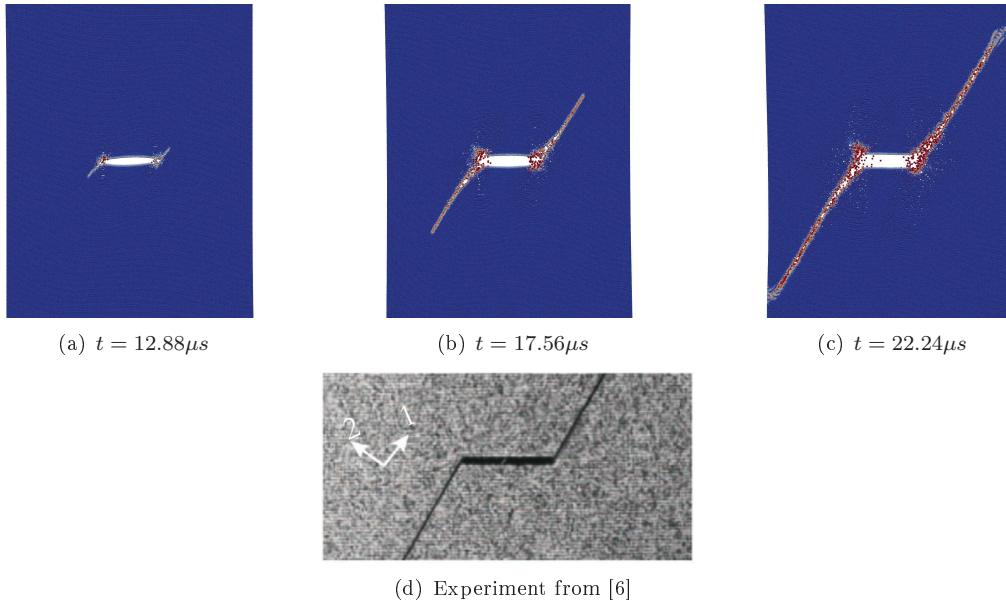 (a) t = 12.88μs
(b) t = 17.56μs
(c) t = 22.24μs
1
2
(d) Experiment from [6]